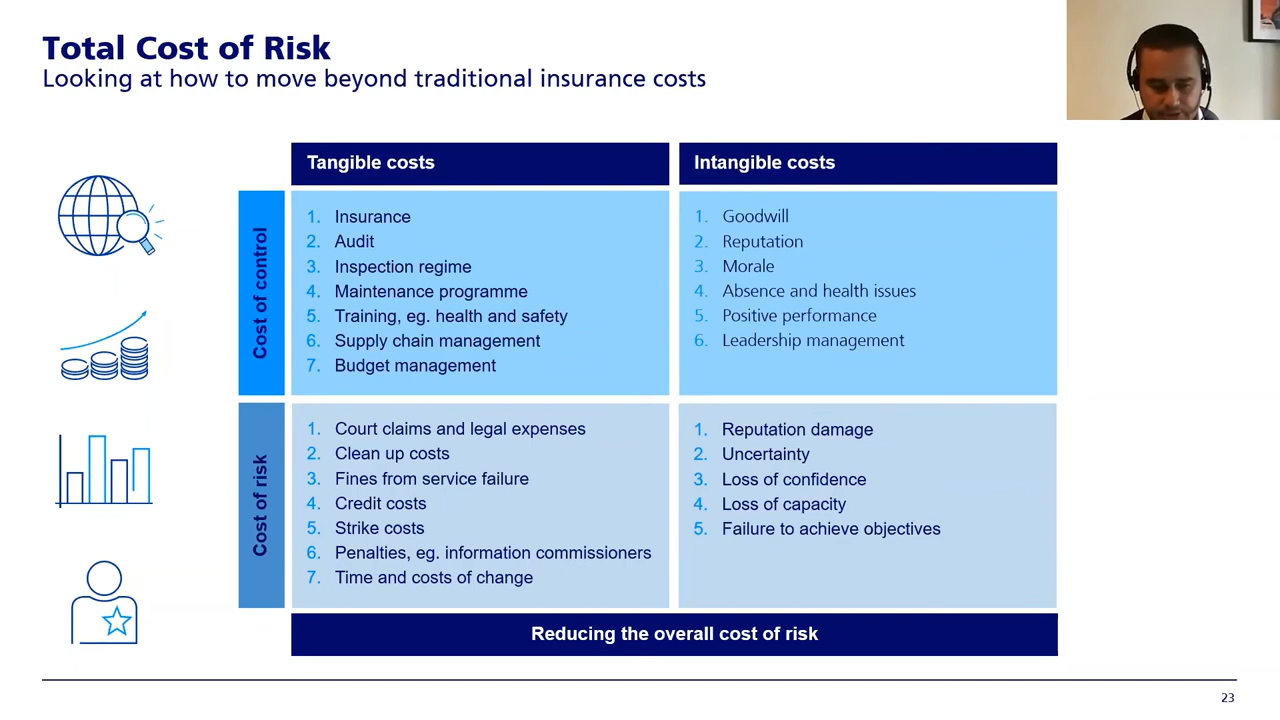 Total Cost of Risk
Looking at how to move beyond traditional insurance costs
Tangible costs
Intangible costs
Cost of control
1. Insurance
2. Audit
3. Inspection regime
4. Maintenance programme
5. Training, eg. health and safety
6. Supply chain management
7. Budget management
1. Goodwill
2. Reputation
3. Morale
4. Absence and health issues
5. Positive performance
6. Leadership management
Cost of risk
1. Court claims and legal expenses
2. Clean up costs
3. Fines from service failure
4. Credit costs
5. Strike costs
6. Penalties, eg. information commissioners
7. Time and costs of change
1. Reputation damage
2. Uncertainty
3. Loss of confidence
4. Loss of capacity
5. Failure to achieve objectives
Reducing the overall cost of risk
23